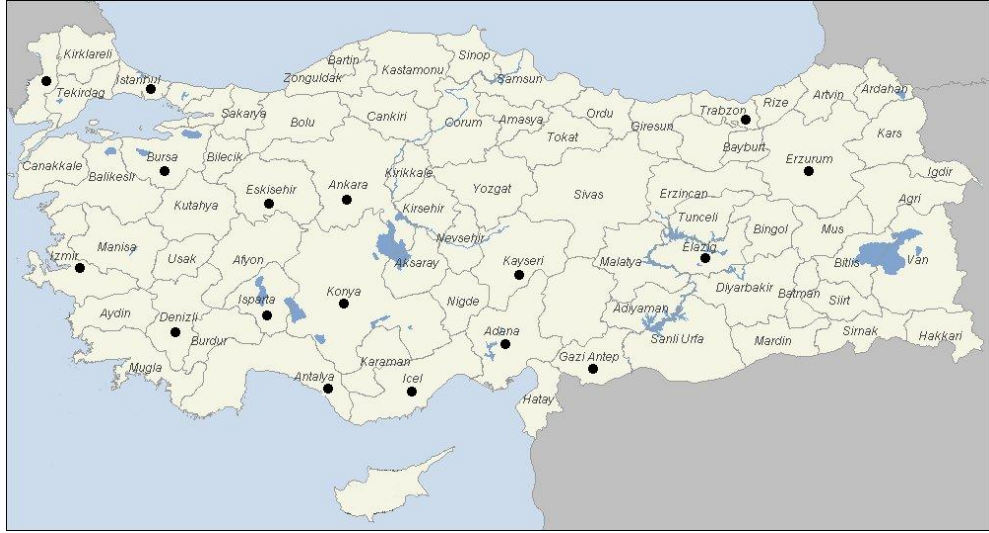 Kirklareli
Istanbul
Tekirdag
Bartin
Zonguldak
Kastamonu
Sinop
Samsun
Sakarya
Bolu
Cankiri
Corum
Amasya
Tokat
Ordu
Giresun
Trabzon
Rize
Artvin
Ardahan
Kars
Bayburt
Erzurum
Igdir
Agri
Canakkale
Balikesir
Bursa
Bilecik
Eskisehir
Ankara
Kirikkale
Kirsehir
Yozgat
Sivas
Erzincan
Tunceli
Bingol
Mus
Kutahya
Manisa
Izmir
Usak
Afyon
Nevsehir
Aksaray
Kayseri
Malatya
Elazig
Diyarbakir
Batman
Bitlis
Van
Siirt
Aydin
Denizli
Isparta
Burdur
Konya
Nigde
Adana
Adiyaman
Sanli Urfa
Mardin
Sirnak
Hakkari
Mugla
Antalya
Karaman
Icel
Gazi Antep
Hatay